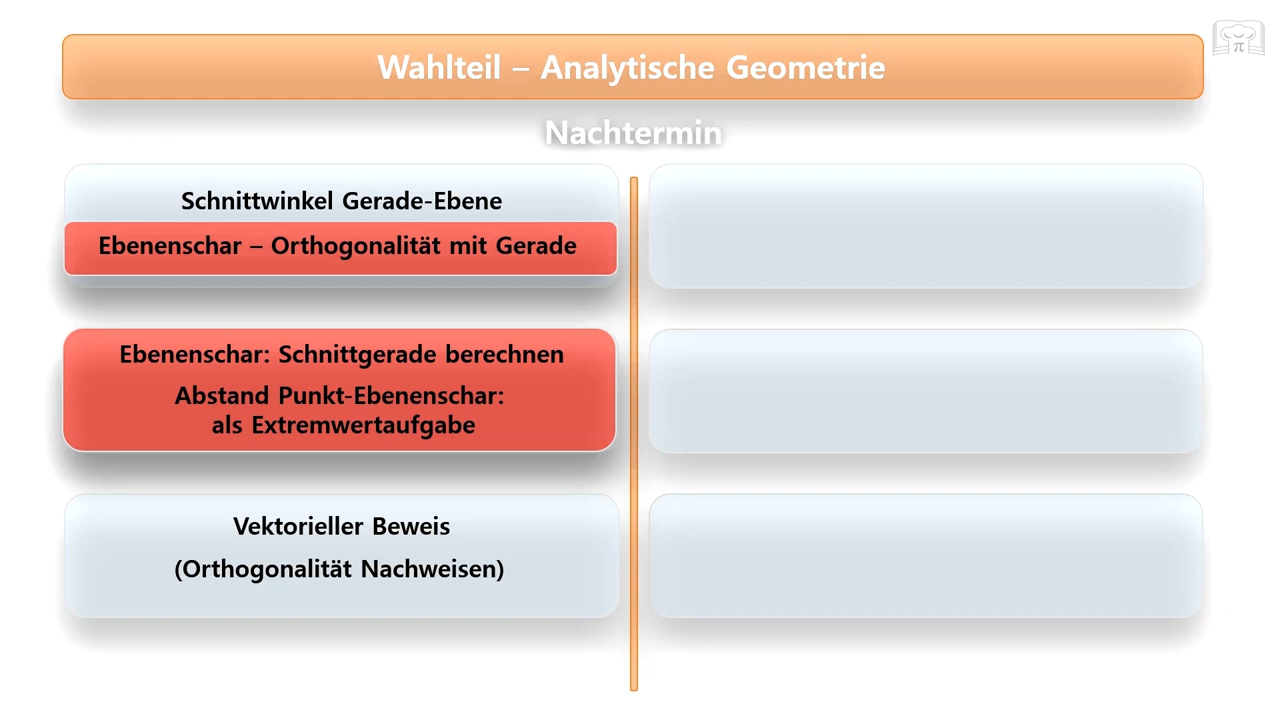 Wahlteil – Analytische Geometrie
π
Nachtermin
Schnittwinkel Gerade-Ebene
Ebenenschar – Orthogonalität mit Gerade
Ebenenschar: Schnittgerade berechnen
Abstand Punkt-Ebenenschar:
als Extremwertaufgabe
Vektorieller Beweis
(Orthogonalität Nachweisen)